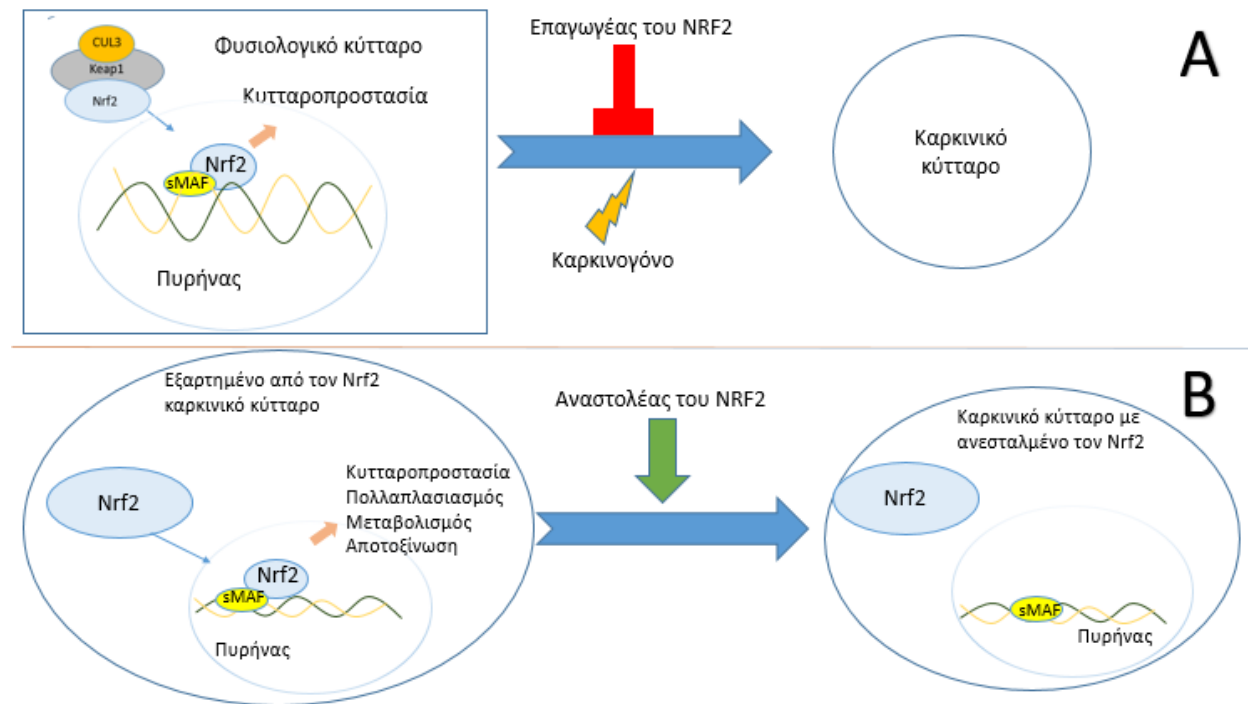 CUL3
Keap1
Nrf2
Φυσιολογικό κύτταρο
Κυτταροπροστασία
Nrf2
sMAF
Πυρήνας
Επαγωγέας του NRF2
Καρκινογόνο
Καρκινικό
κύτταρο
A
Εξαρτημένο από τον Nrf2
καρκινικό κύτταρο
Nrf2
Κυτταροπροστασία
Πολλαπλασιασμός
Μεταβολισμός
Αποτοξίνωση
Nrf2
sMAF
Πυρήνας
Αναστολέας του NRF2
B
Καρκινικό κύτταρο με
ανεσταλμένο τον Nrf2
Nrf2
sMAF
Πυρήνας